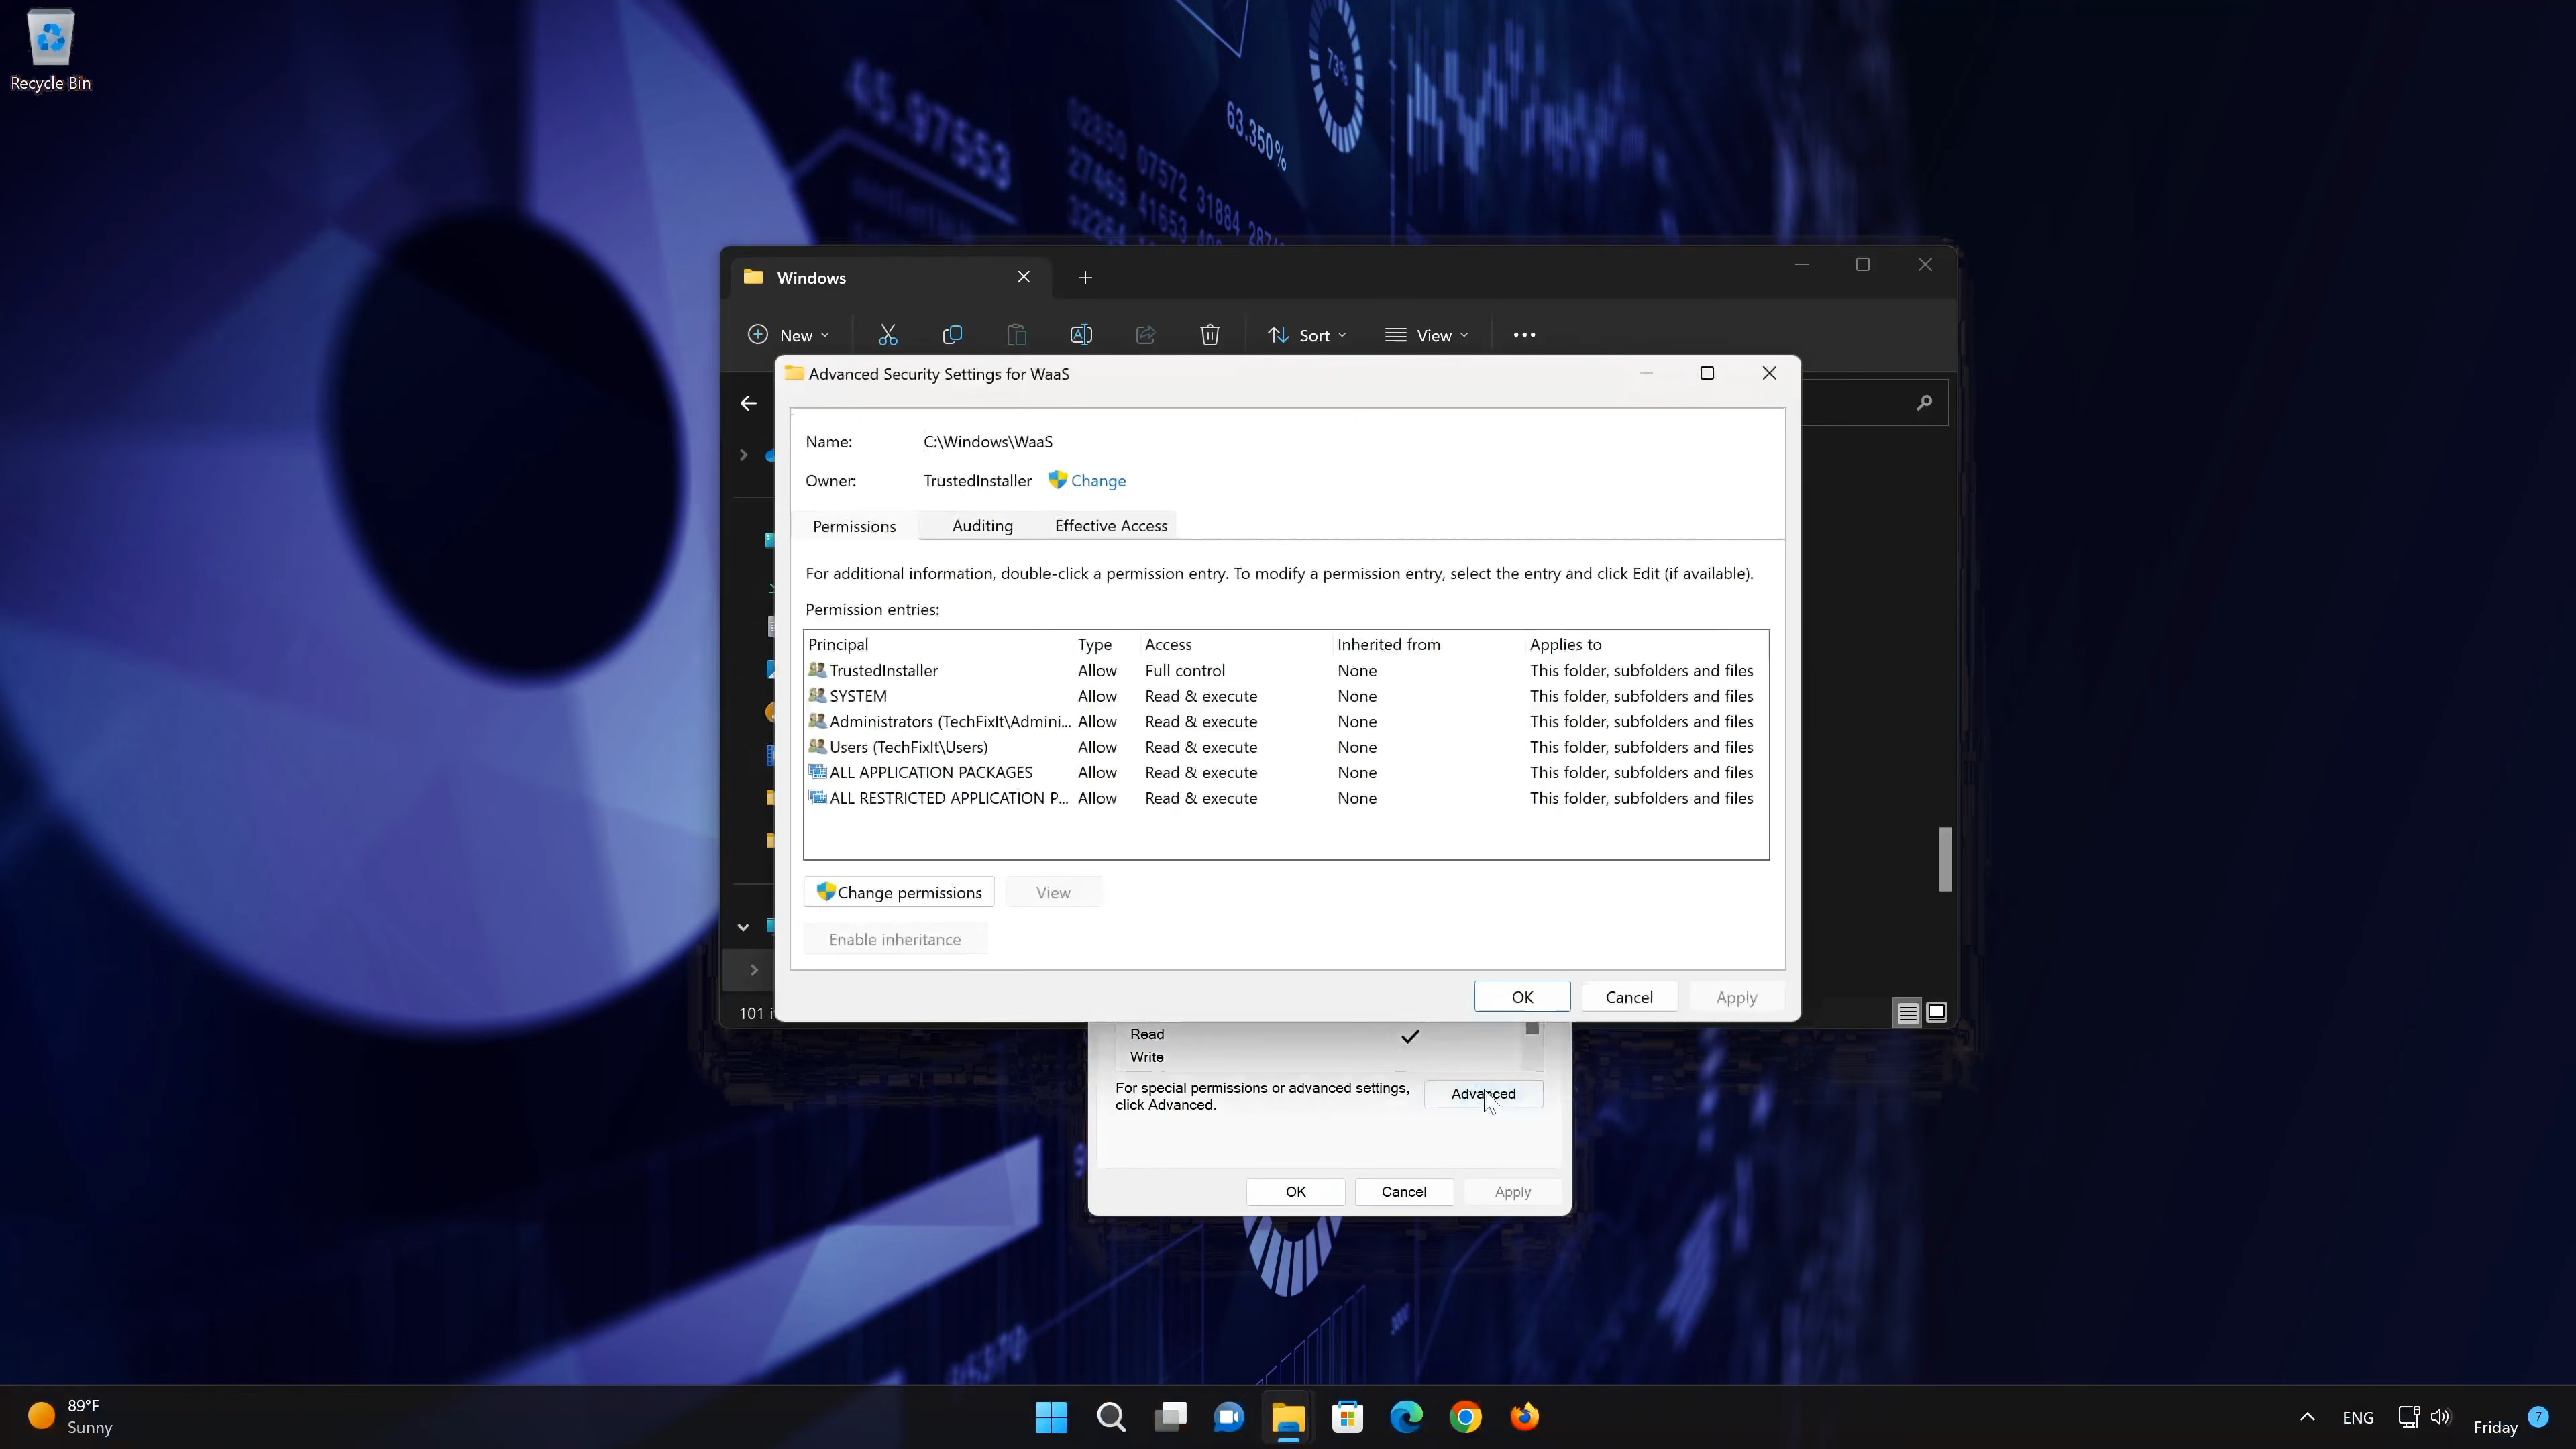 Recycle Bin
45.97553
63.350%
73%
Windows
New
Sort
View
Advanced Security Settings for WaaS
Name: C:\Windows\WaaS
Owner: TrustedInstaller Change
Permissions Auditing Effective Access
For additional information, double-click a permission entry. To modify a permission entry, select the entry and click Edit (if available).
Permission entries:
Principal Type Access Inherited from Applies to
TrustedInstaller Allow Full control None This folder, subfolders and files
SYSTEM Allow Read & execute None This folder, subfolders and files
Administrators (TechFixIt\Admini... Allow Read & execute None This folder, subfolders and files
Users (TechFixIt\Users) Allow Read & execute None This folder, subfolders and files
ALL APPLICATION PACKAGES Allow Read & execute None This folder, subfolders and files
ALL RESTRICTED APPLICATION P... Allow Read & execute None This folder, subfolders and files
Change permissions View
Enable inheritance
OK Cancel Apply
101 i
Read
Write
For special permissions or advanced settings, click Advanced.
Advanced
OK Cancel Apply
89°F
Sunny
ENG
Friday 7